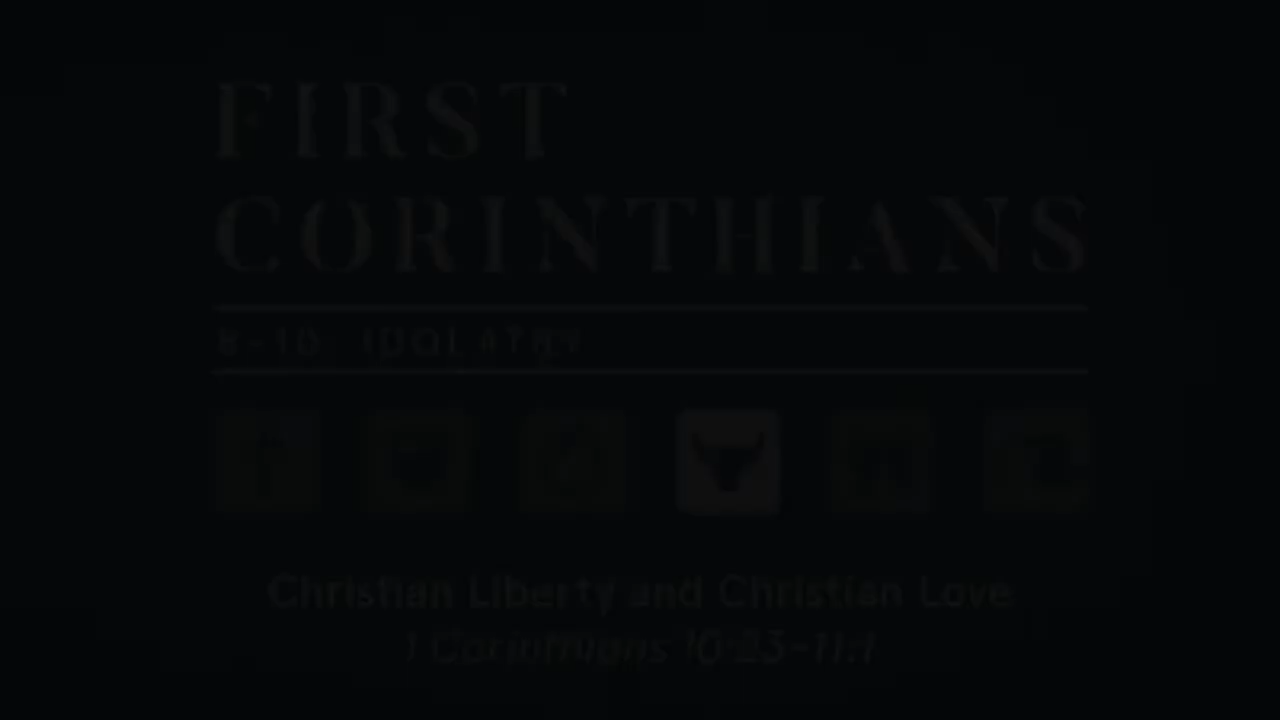 FIRST
CORINTHIANS
8-10 IDOLATRY
Christian Liberty and Christian Love
1 Corinthians 10:23-11:1